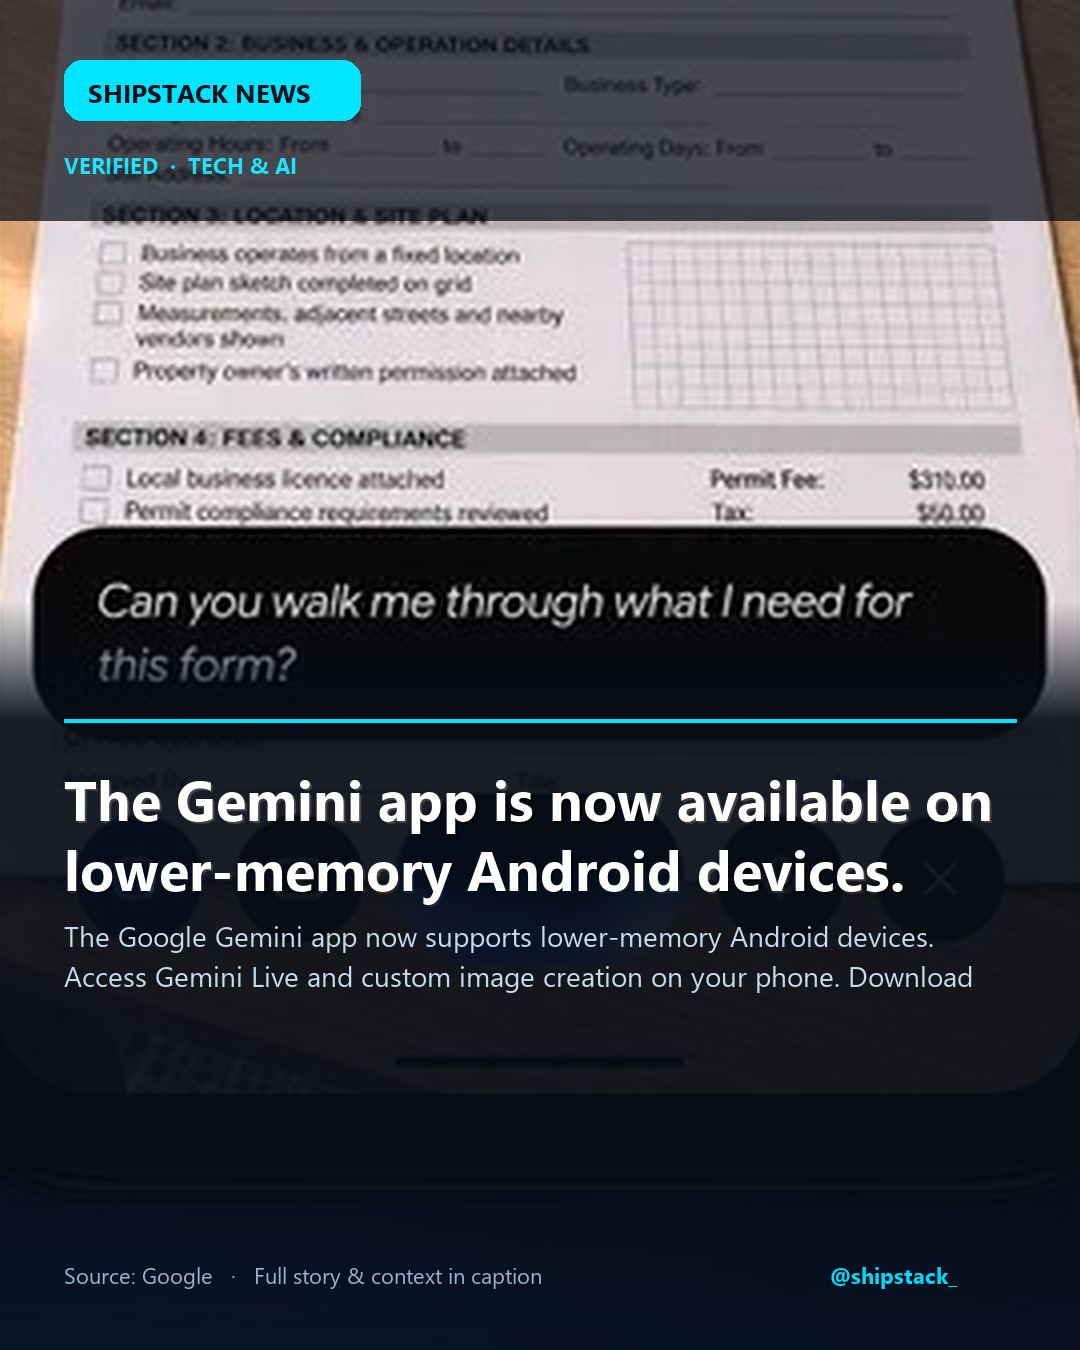 Email:
SECTION 2: BUSINESS & OPERATION DETAILS
SHIPSTACK NEWS
Business Type:
Operating Hours: From to Operating Days: From to
VERIFIED · TECH & AI
SECTION 3: LOCATION & SITE PLAN
Business operates from a fixed location
Site plan sketch completed on grid
Measurements, adjacent streets and nearby
vendors shown
Property owner's written permission attached
SECTION 4: FEES & COMPLIANCE
Local business licence attached Permit Fee: $310.00
Permit compliance requirements reviewed Tax: $50.00
Can you walk me through what I need for
this form?
The Gemini app is now available on
lower-memory Android devices.
The Google Gemini app now supports lower-memory Android devices.
Access Gemini Live and custom image creation on your phone. Download
Source: Google · Full story & context in caption
@shipstack_